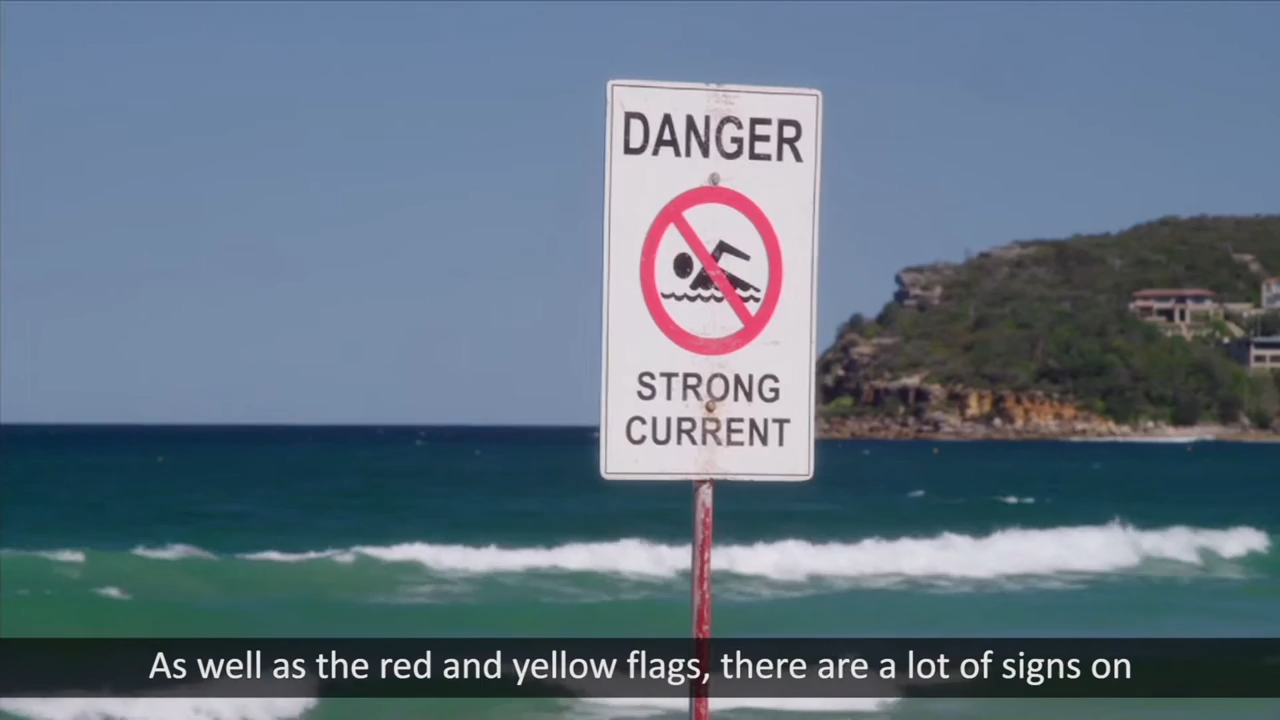 DANGER
STRONG
CURRENT
As well as the red and yellow flags, there are a lot of signs on